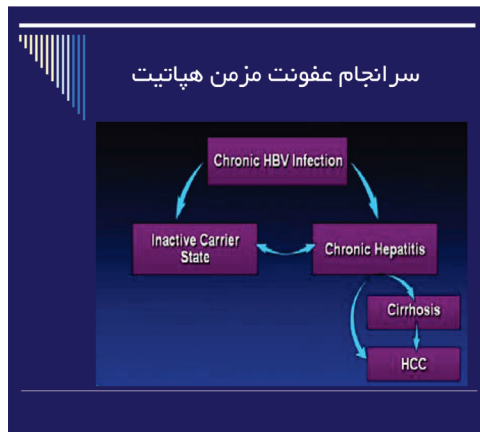 سرانجام عفونت مزمن هپاتیت
Chronic HBV Infection
Inactive Carrier
State
Chronic Hepatitis
Cirrhosis
HCC